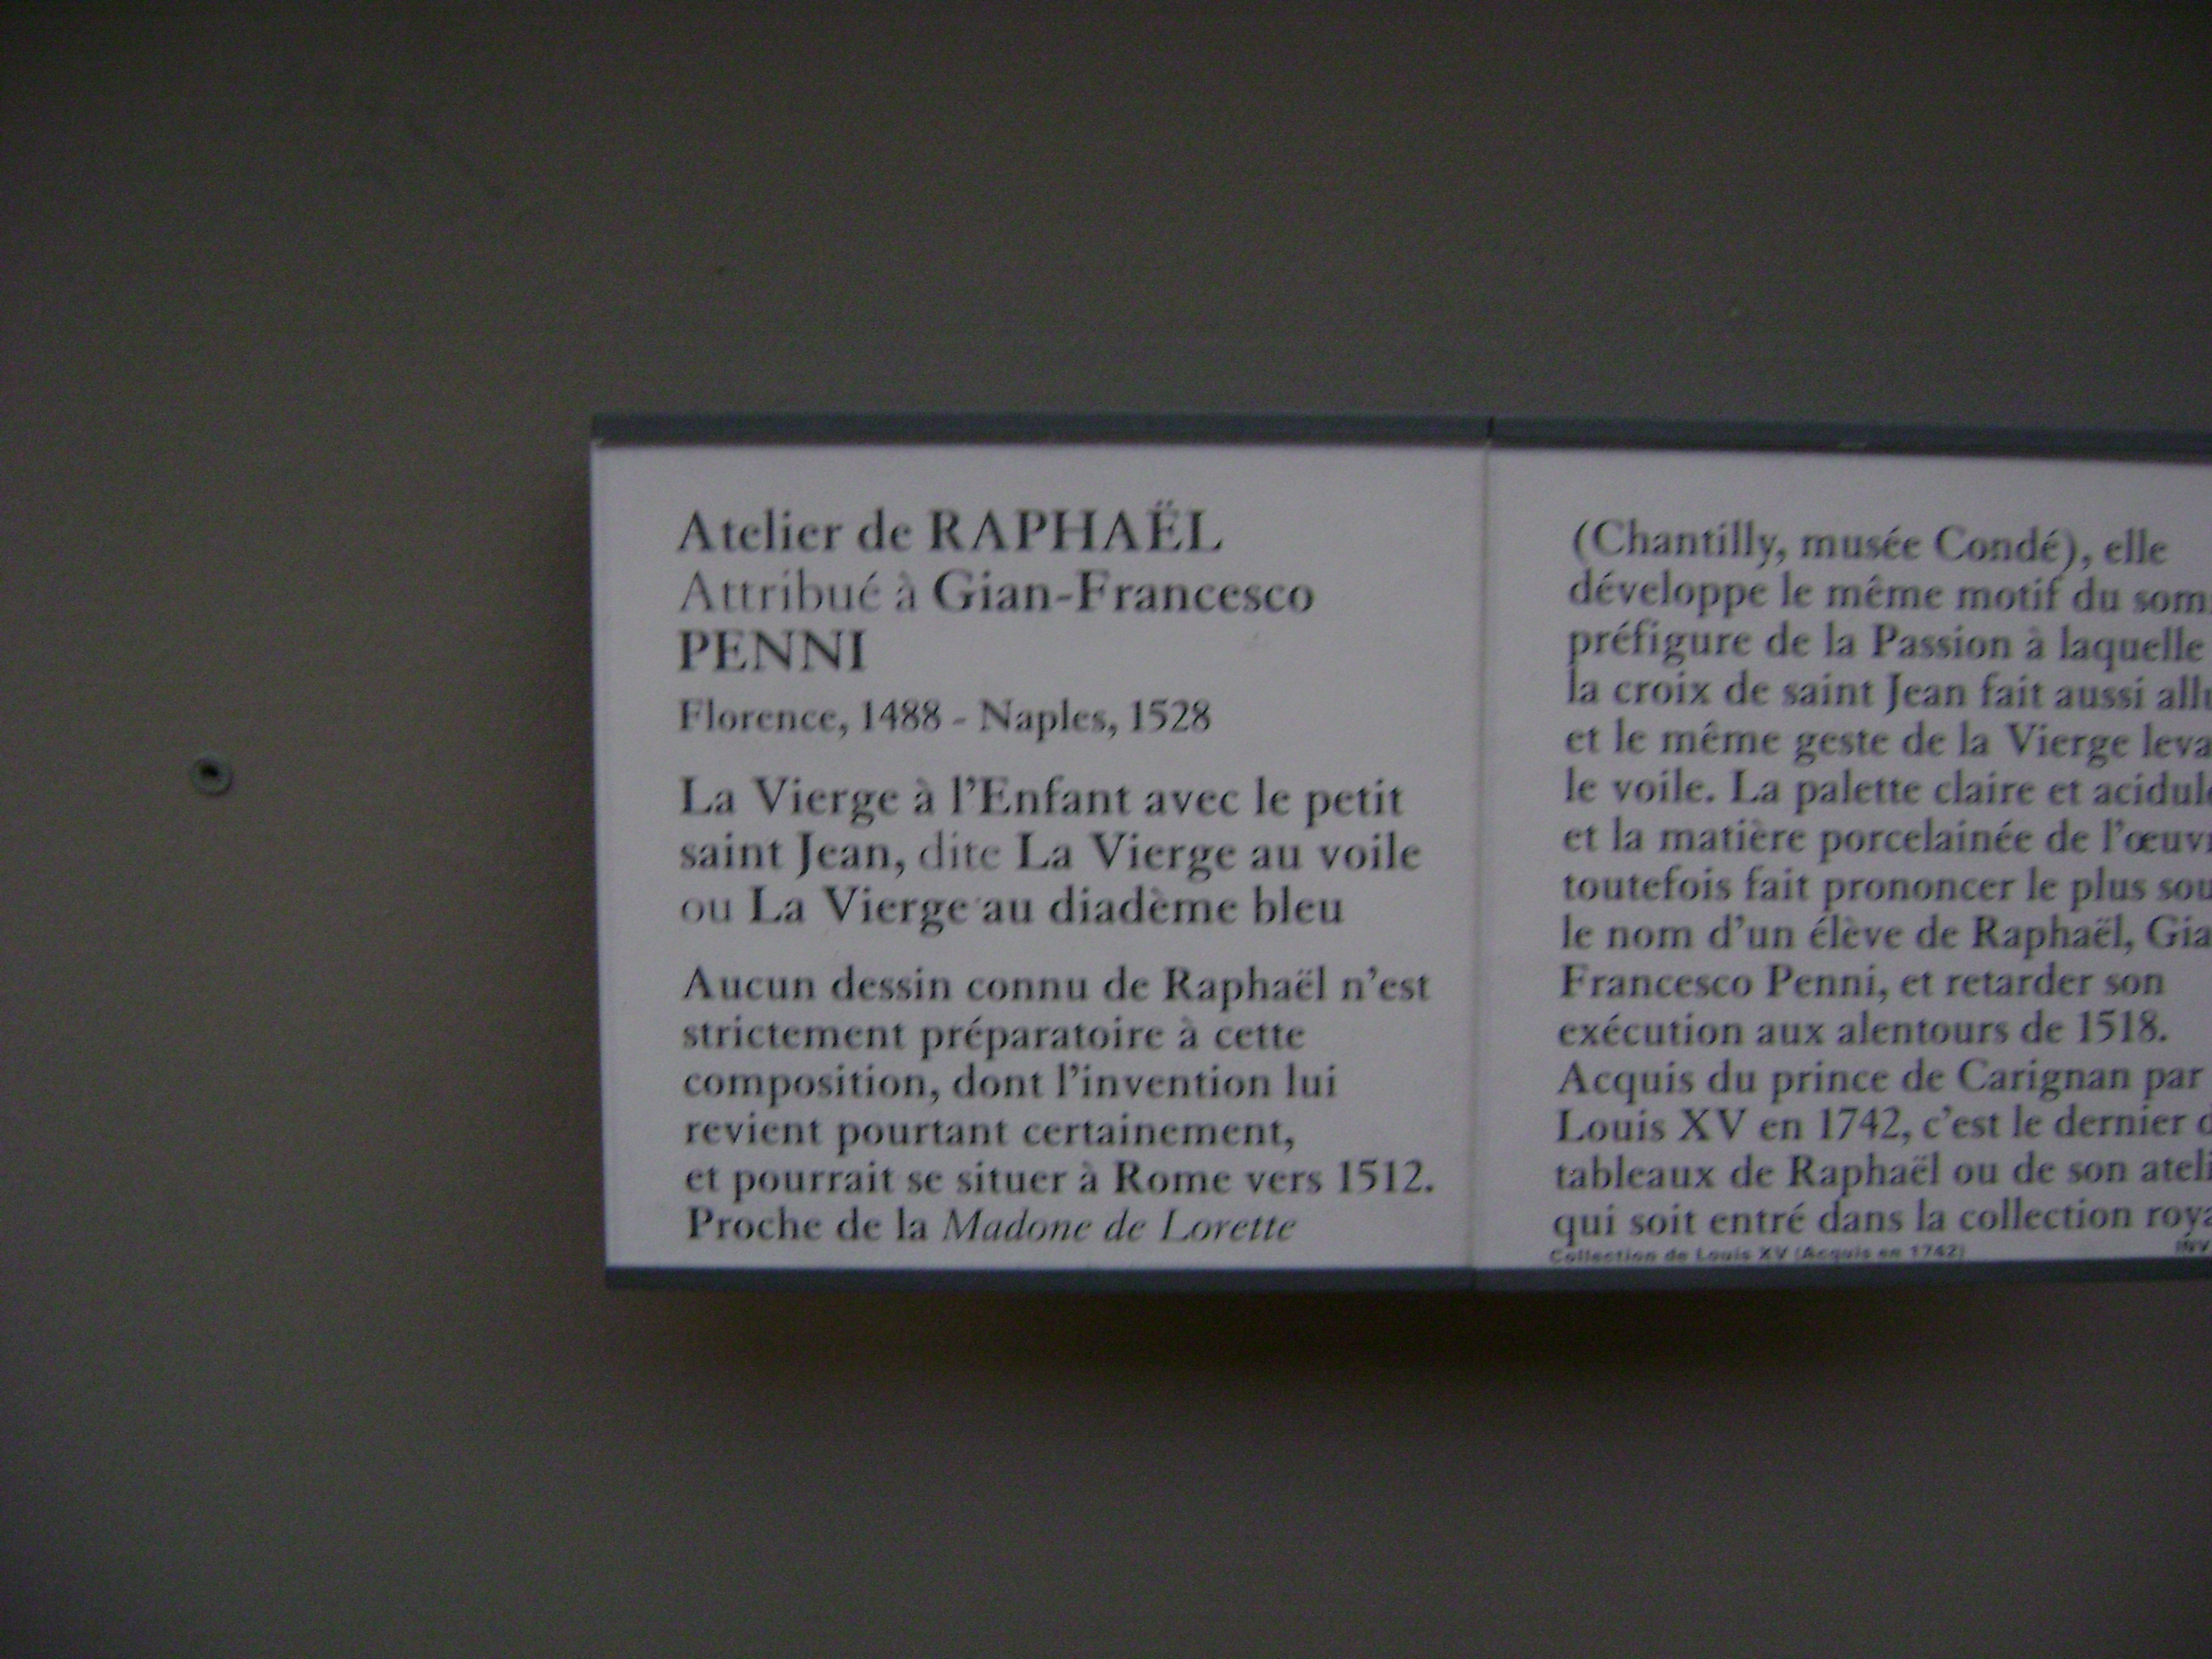 Atelier de RAPHAËL
Attribué à Gian-Francesco
PENNI
Florence, 1488 - Naples, 1528
La Vierge à l'Enfant avec le petit
saint Jean, dite La Vierge au voile
ou La Vierge au diadème bleu
Aucun dessin connu de Raphaël n'est
strictement préparatoire à cette
composition, dont l'invention lui
revient pourtant certainement,
et pourrait se situer à Rome vers 1512.
Proche de la Madone de Lorette
(Chantilly, musée Condé), elle
développe le même motif du
préfigure de la Passion à laquelle
la croix de saint Jean fait aussi
et le même geste de la Vierge
le voile. La palette claire et
et la matière porcelainée de
toutefois fait prononcer le plus
le nom d'un élève de Raphaël,
Francesco Penni, et retarder son
exécution aux alentours de 1518.
Acquis du prince de Carignan par
Louis XV en 1742, c'est le dernier
tableaux de Raphaël ou de son
qui soit entré dans la collection
Collection de Louis XV (Acquis en 1742) INV